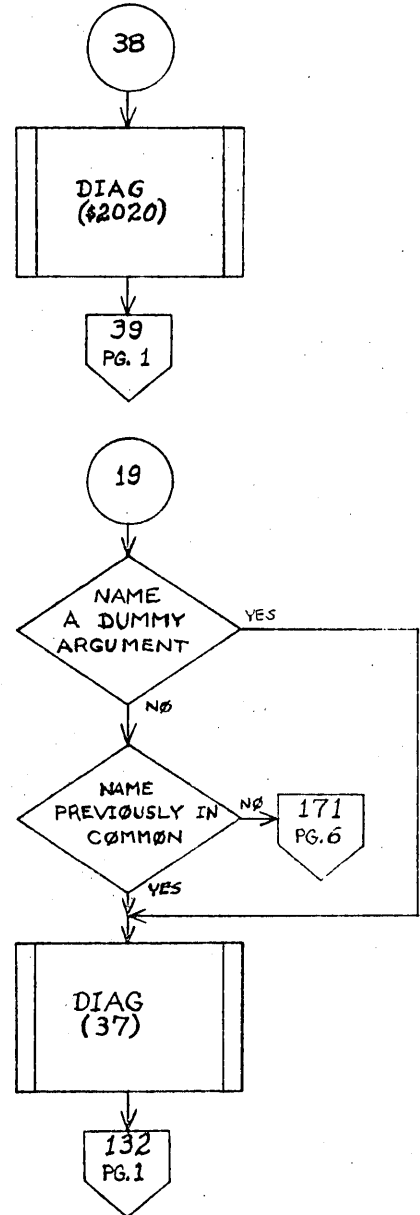 38
DIAG
($2020)
39
PG. 1
19
NAME
A DUMMY
ARGUMENT
YES
NØ
NAME
PREVIOUSLY IN
CØMMØN
NØ
171
PG. 6
YES
DIAG
(37)
132
PG. 1